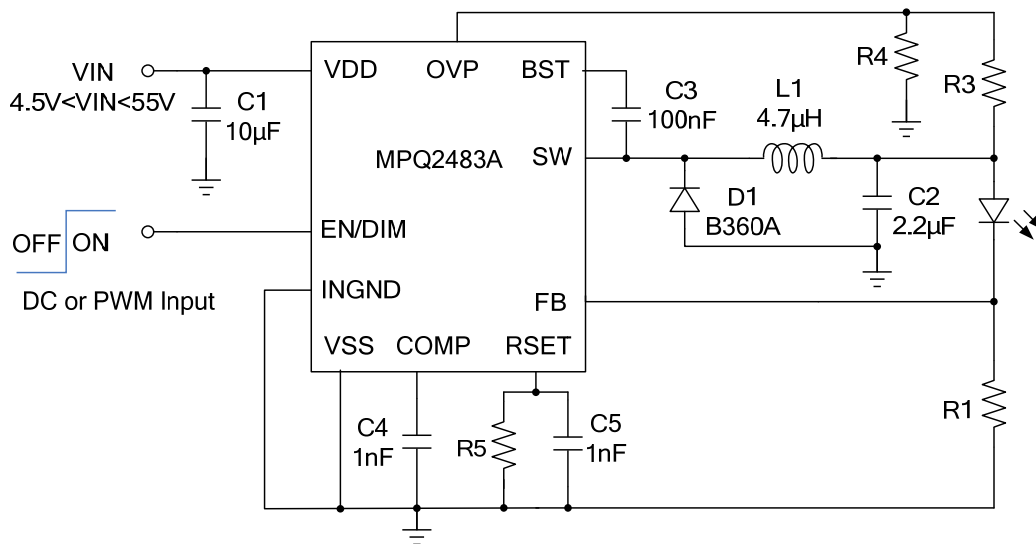 VIN
4.5V<VIN<55V
C1
10µF
OFF
ON
DC or PWM Input
VDD
OVP
BST
MPQ2483A
SW
EN/DIM
INGND
FB
VSS
COMP
RSET
C3
100nF
L1
4.7µH
R4
R3
D1
B360A
C2
2.2µF
C4
1nF
R5
C5
1nF
R1